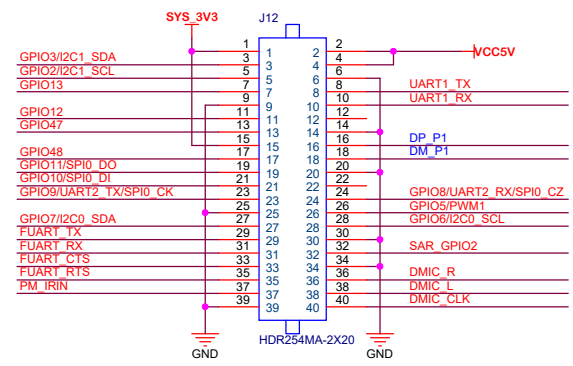 SYS_3V3 J12
1 1 2 2 VCC5V
GPIO3/I2C1_SDA 3 3 4 4
GPIO2/I2C1_SCL 5 5 6 6
GPIO13 7 7 8 8 UART1_TX
9 9 10 10 UART1_RX
GPIO12 11 11 12 12
GPIO47 13 13 14 14
15 15 16 16 DP_P1
GPIO48 17 17 18 18 DM_P1
GPIO11/SPI0_DO 19 19 20 20
GPIO10/SPI0_DI 21 21 22 22
GPIO9/UART2_TX/SPI0_CK 23 23 24 24 GPIO8/UART2_RX/SPI0_CZ
25 25 26 26 GPIO5/PWM1
GPIO7/I2C0_SDA 27 27 28 28 GPIO6/I2C0_SCL
FUART_TX 29 29 30 30
FUART_RX 31 31 32 32 SAR_GPIO2
FUART_CTS 33 33 34 34
FUART_RTS 35 35 36 36 DMIC_R
PM_IRIN 37 37 38 38 DMIC_L
39 39 40 40 DMIC_CLK
HDR254MA-2X20
GND GND